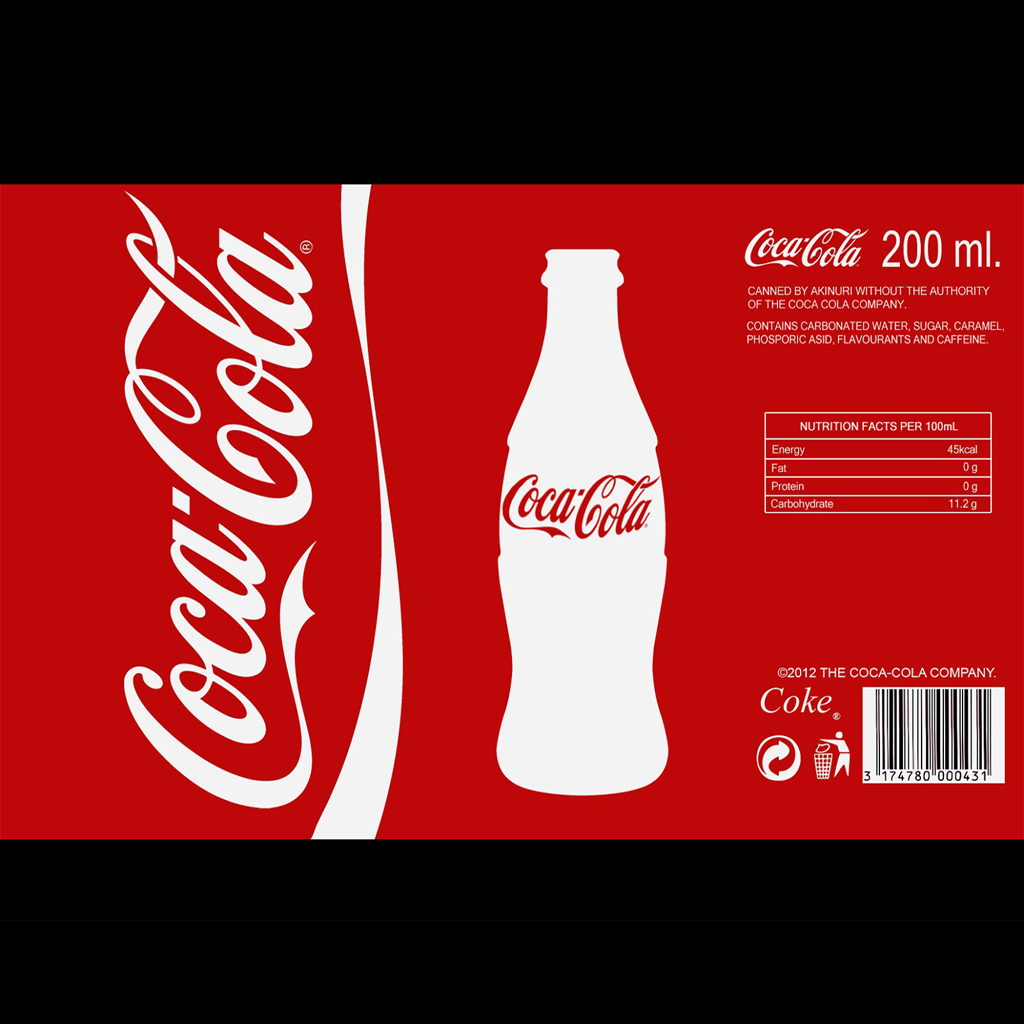 Coca-Cola®
Coca-Cola®
Coca-Cola 200 ml.
CANNED BY AKINURI WITHOUT THE AUTHORITY
OF THE COCA COLA COMPANY.
CONTAINS CARBONATED WATER, SUGAR, CARAMEL,
PHOSPORIC ASID, FLAVOURANTS AND CAFFEINE.
NUTRITION FACTS PER 100mL
Energy 45kcal
Fat 0 g
Protein 0 g
Carbohydrate 11.2 g
©2012 THE COCA-COLA COMPANY.
Coke®
3 174780 000431